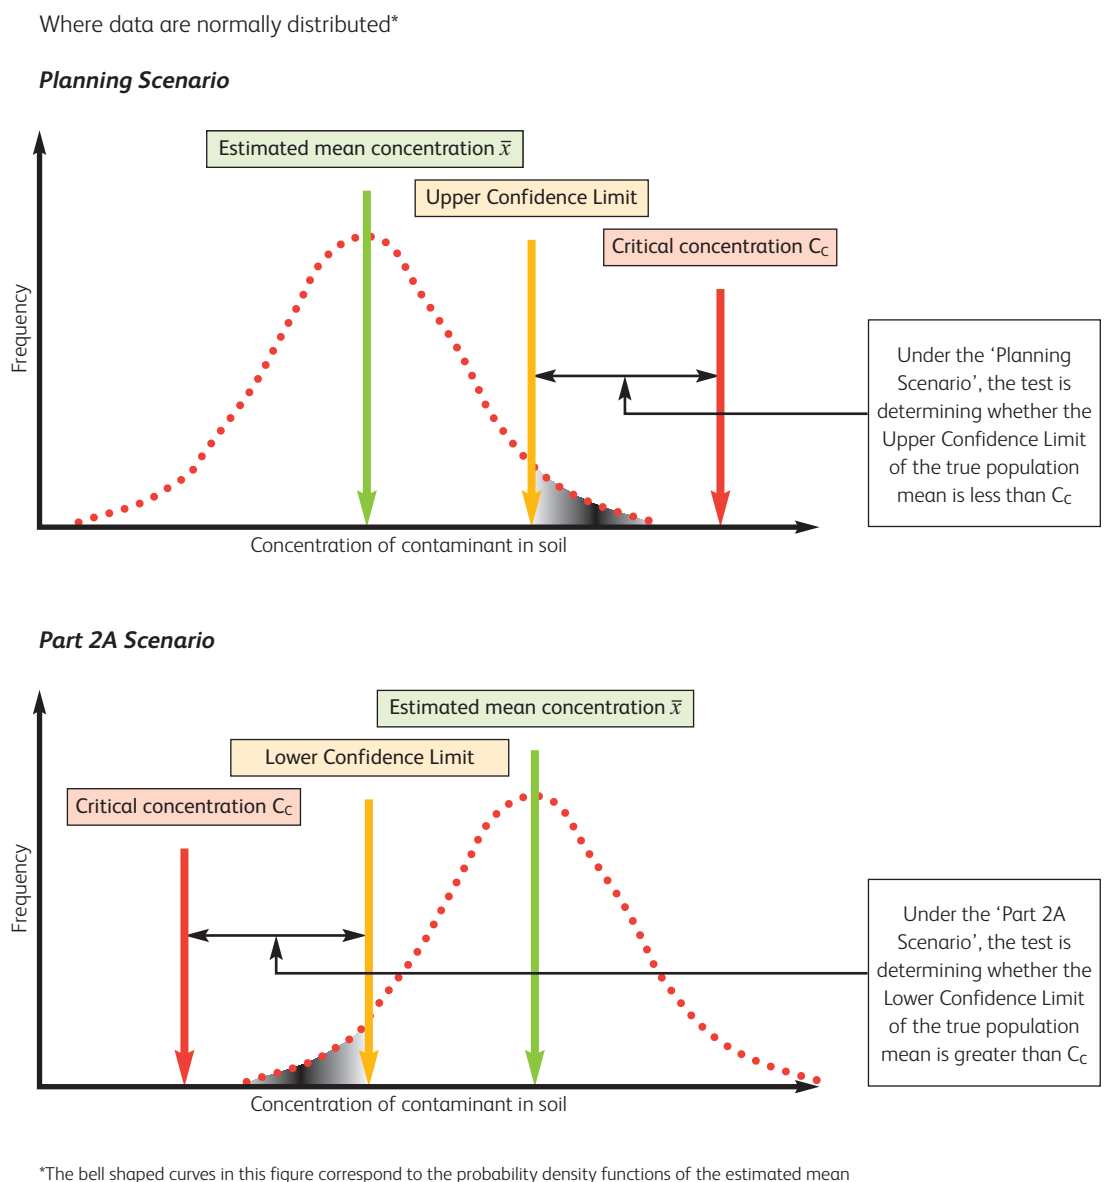 Where data are normally distributed*
Planning Scenario
Estimated mean concentration x̅
Upper Confidence Limit
Critical concentration CC
Frequency
Under the ‘Planning
Scenario’, the test is
determining whether the
Upper Confidence Limit
of the true population
mean is less than CC
Concentration of contaminant in soil
Part 2A Scenario
Estimated mean concentration x̅
Lower Confidence Limit
Critical concentration CC
Frequency
Under the ‘Part 2A
Scenario’, the test is
determining whether the
Lower Confidence Limit
of the true population
mean is greater than CC
Concentration of contaminant in soil
*The bell shaped curves in this figure correspond to the probability density functions of the estimated mean